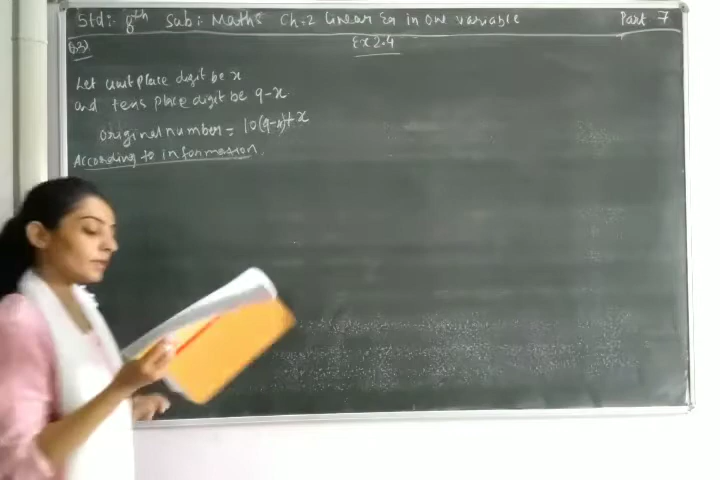 Std:- 8th Sub: Maths Ch:-2 linear Eq in one variable Part 7
Ex 2.4
Q3)
Let unit place digit be x
and tens place digit be 9-x
original number = 10(9-x)+x
According to information.